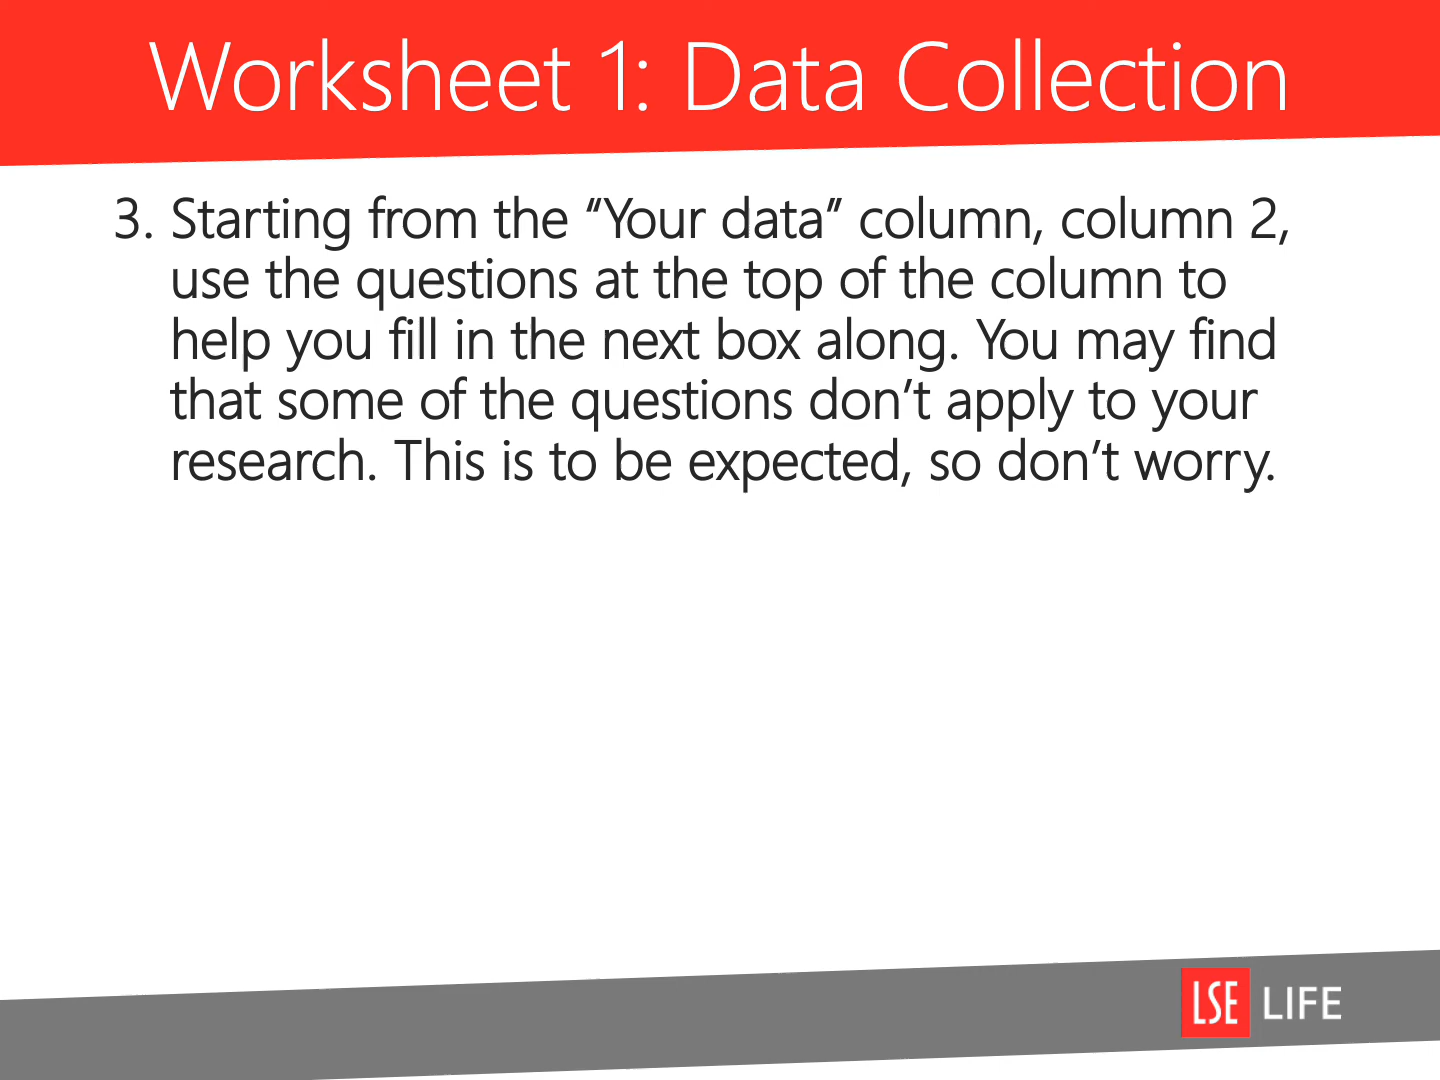 Worksheet 1: Data Collection
3. Starting from the “Your data” column, column 2,
use the questions at the top of the column to
help you fill in the next box along. You may find
that some of the questions don’t apply to your
research. This is to be expected, so don’t worry.
LSE LIFE